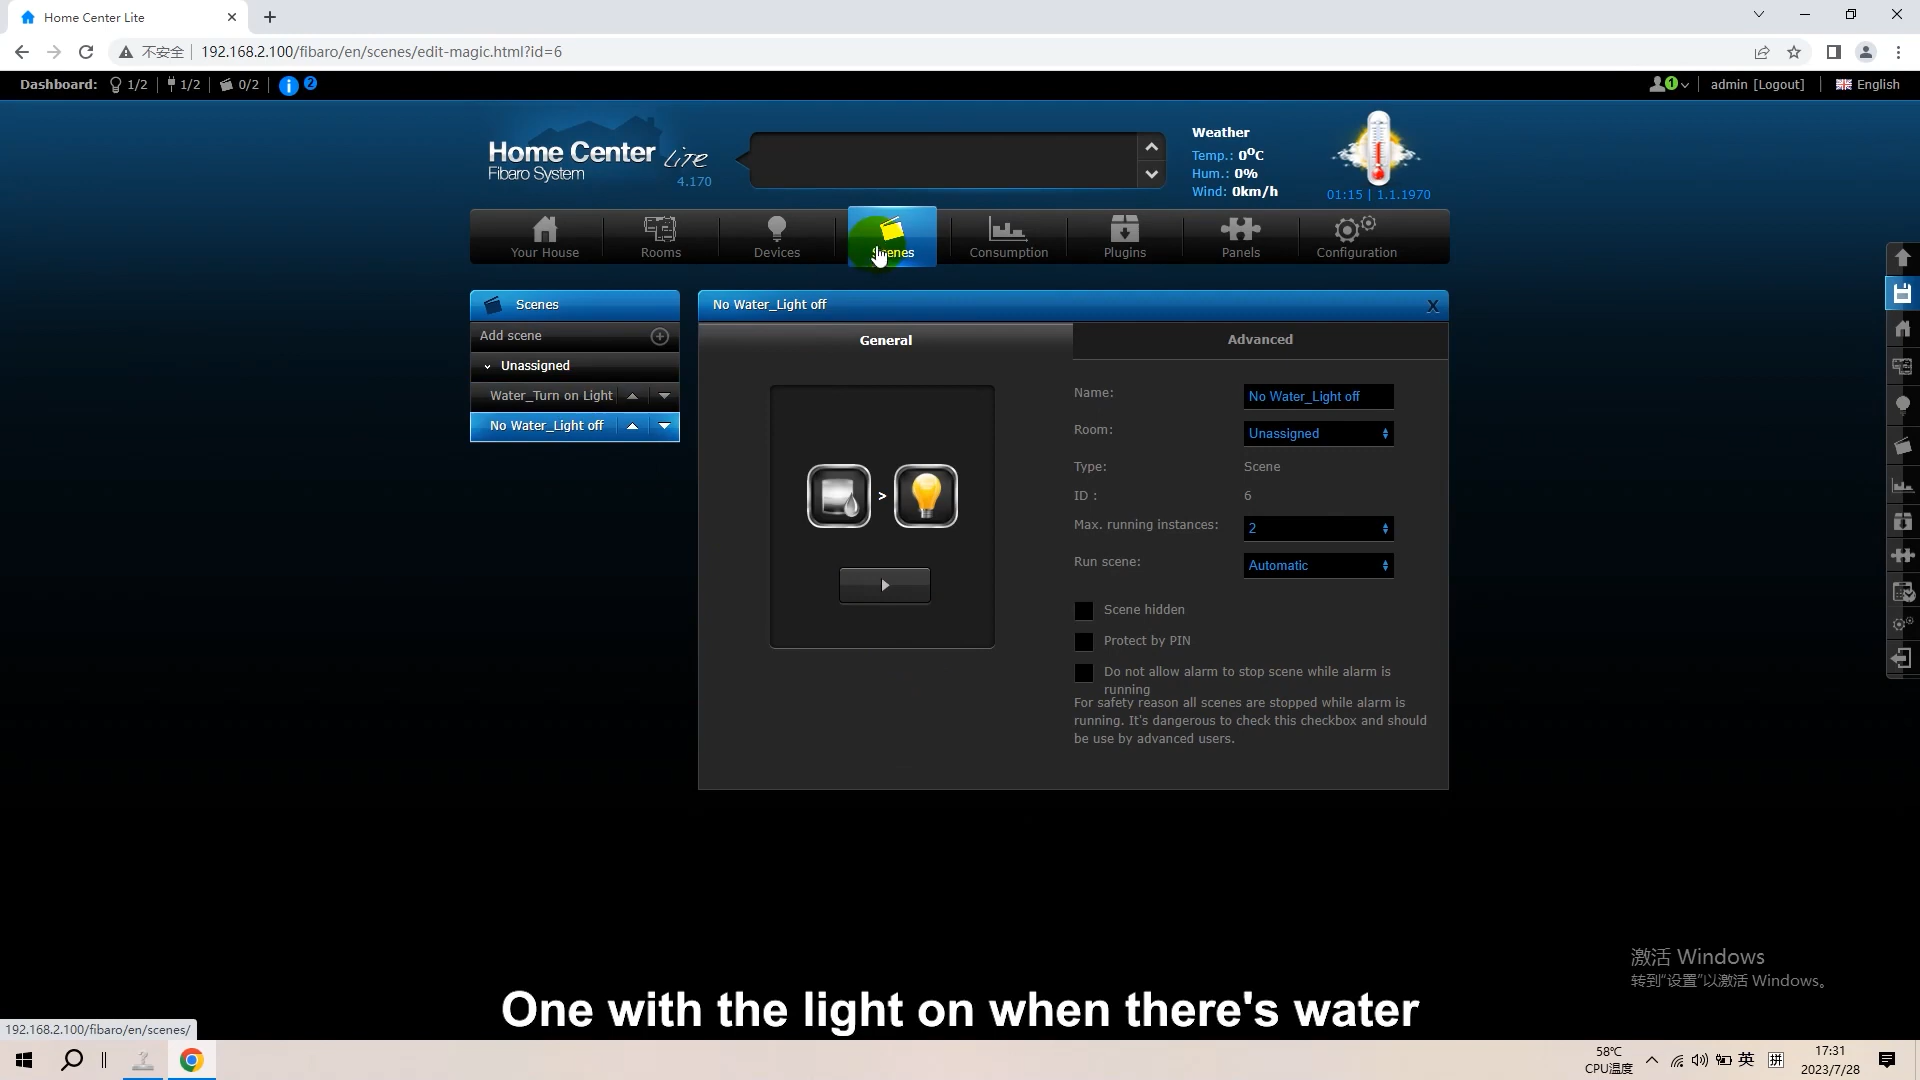 Home Center Lite
不安全 192.168.2.100/fibaro/en/scenes/edit-magic.html?id=6
Dashboard: 1/2 1/2 0/2 2
1 admin [Logout] English
Home Center Lite
Fibaro System
4.170
Weather
Temp.: 0°C
Hum.: 0%
Wind: 0km/h
01:15 | 1.1.1970
Your House Rooms Devices Scenes Consumption Plugins Panels Configuration
Scenes
Add scene
Unassigned
Water_Turn on Light
No Water_Light off
No Water_Light off X
General Advanced
Name: No Water_Light off
Room: Unassigned
Type: Scene
ID : 6
Max. running instances: 2
Run scene: Automatic
>
Scene hidden
Protect by PIN
Do not allow alarm to stop scene while alarm is
running
For safety reason all scenes are stopped while alarm is
running. It's dangerous to check this checkbox and should
be use by advanced users.
激活 Windows
转到"设置"以激活 Windows。
One with the light on when there's water
192.168.2.100/fibaro/en/scenes/
58°C
CPU温度
英 拼
17:31
2023/7/28